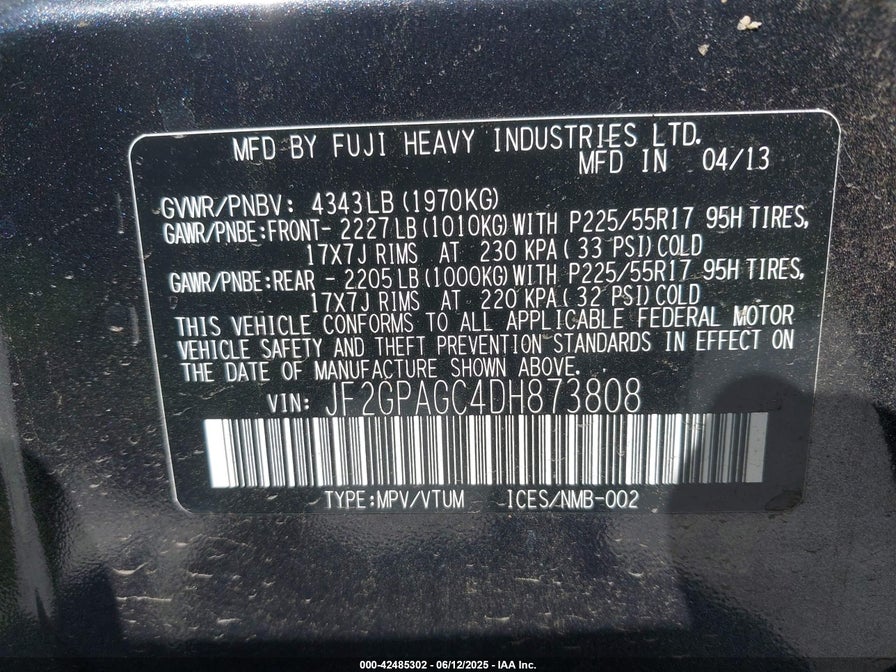 MFD BY FUJI HEAVY INDUSTRIES LTD.
MFD IN 04/13
GVWR/PNBV: 4343LB (1970KG)
GAWR/PNBE:FRONT- 2227LB (1010KG) WITH P225/55R17 95H TIRES,
17X7J RIMS AT 230 KPA ( 33 PSI) COLD
GAWR/PNBE:REAR - 2205LB (1000KG) WITH P225/55R17 95H TIRES,
17X7J RIMS AT 220 KPA ( 32 PSI) COLD
THIS VEHICLE CONFORMS TO ALL APPLICABLE FEDERAL MOTOR
VEHICLE SAFETY AND THEFT PREVENTION STANDARDS IN EFFECT ON
THE DATE OF MANUFACTURE SHOWN ABOVE.
VIN: JF2GPAGC4DH873808
TYPE:MPV/VTUM ICES/NMB-002
000-42485302 - 06/12/2025 - IAA Inc.